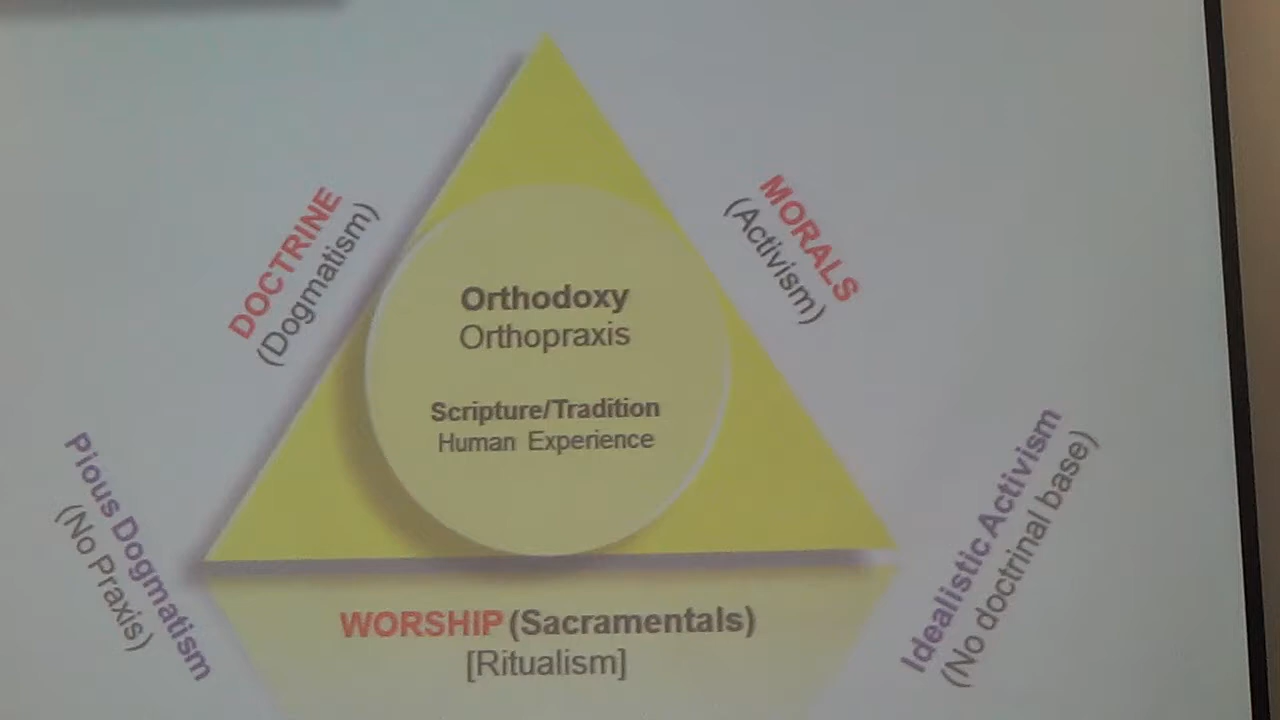 DOCTRINE
(Dogmatism)
MORALS
(Activism)
Orthodoxy
Orthopraxis
Scripture/Tradition
Human Experience
Pious Dogmatism
(No Praxis)
Idealistic Activism
(No doctrinal base)
WORSHIP (Sacramentals)
[Ritualism]